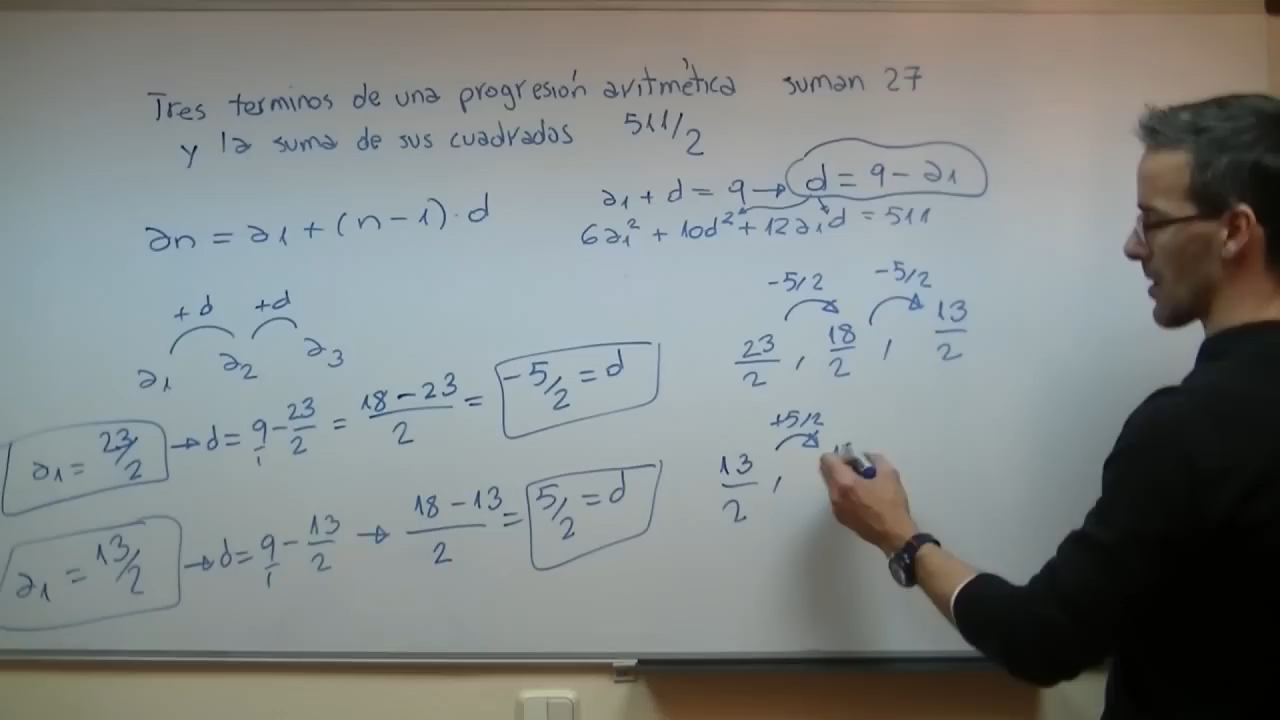 Tres terminos de una progresión aritmética suman 27
y la suma de sus cuadrados 511/2
a1 + d = 9 → d = 9 - a1
an = a1 + (n - 1) · d
6a1² + 10d² + 12a1d = 511
+d +d
a1 a2 a3
-5/2 -5/2
23/2 , 18/2 , 13/2
a1 = 23/2 → d = 9/1 - 23/2 = 18 - 23/2 = -5/2 = d
+5/2
13/2 ,
a1 = 13/2 → d = 9/1 - 13/2 → 18 - 13/2 = 5/2 = d